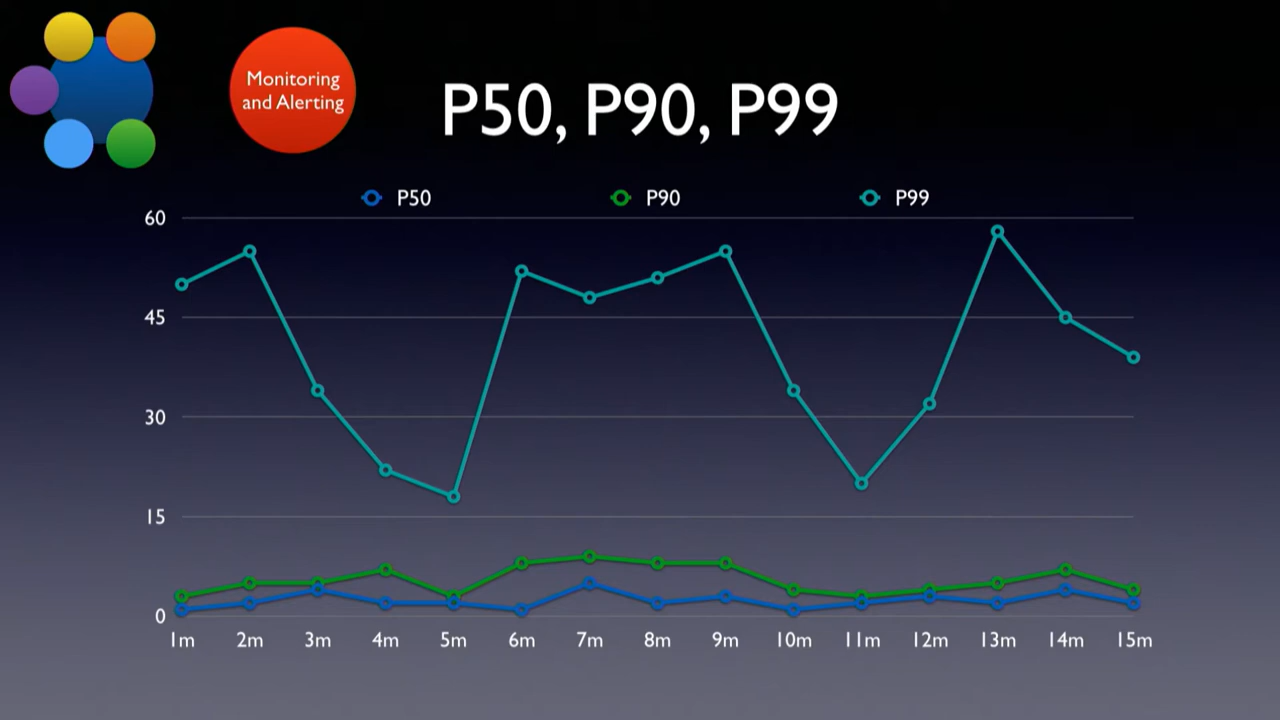 Monitoring
and Alerting
P50, P90, P99
P50 P90 P99
60
45
30
15
0
1m 2m 3m 4m 5m 6m 7m 8m 9m 10m 11m 12m 13m 14m 15m